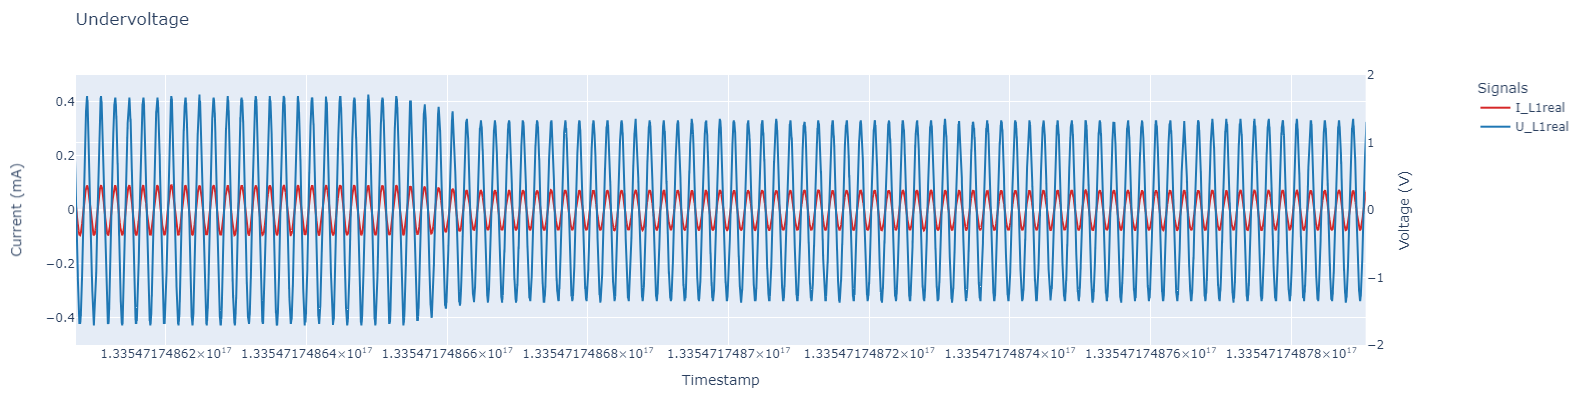 Undervoltage
Signals
I_L1real
U_L1real
Current (mA)
0.4
0.2
0
−0.2
−0.4
2
1
0
−1
−2
Voltage (V)
1.33547174862×10¹⁷
1.33547174864×10¹⁷
1.33547174866×10¹⁷
1.33547174868×10¹⁷
1.3354717487×10¹⁷
1.33547174872×10¹⁷
1.33547174874×10¹⁷
1.33547174876×10¹⁷
1.33547174878×10¹⁷
Timestamp